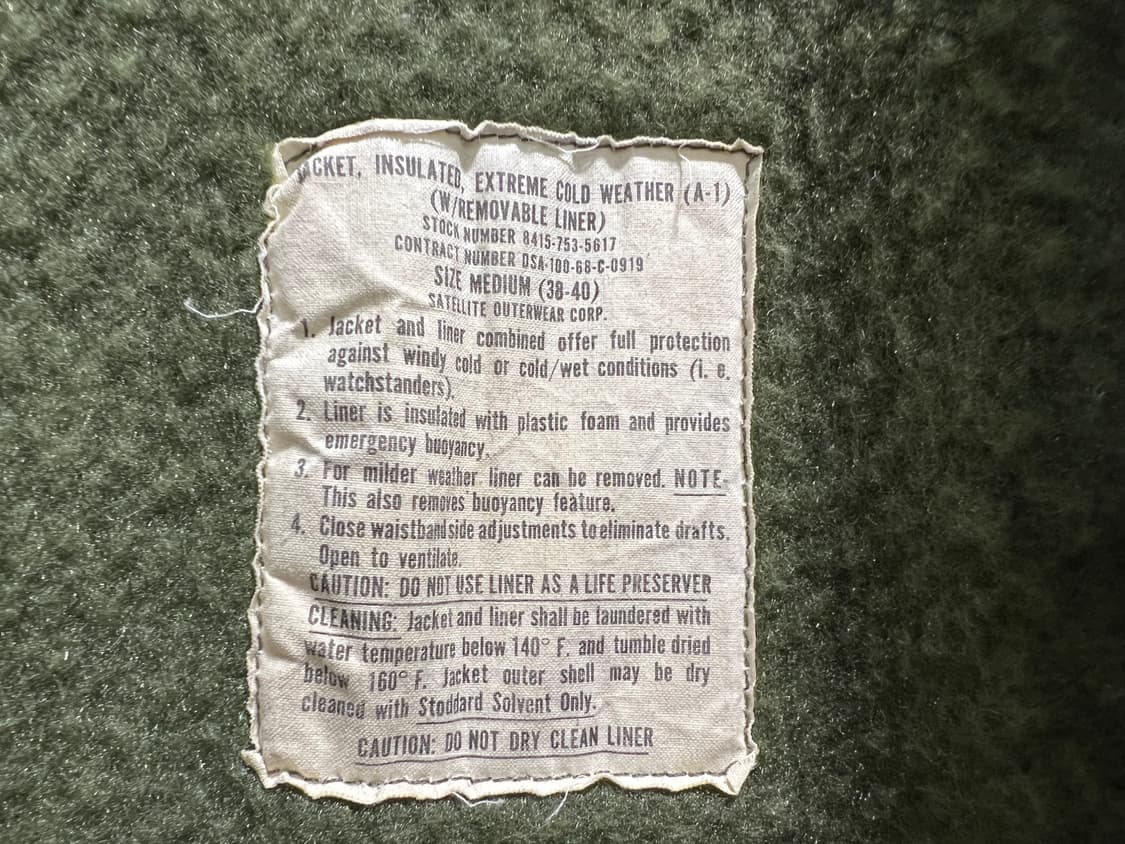 JACKET, INSULATED, EXTREME COLD WEATHER (A-1)
(W/REMOVABLE LINER)
STOCK NUMBER 8415-753-5617
CONTRACT NUMBER DSA-100-68-C-0919
SIZE MEDIUM (38-40)
SATELLITE OUTERWEAR CORP.
1. Jacket and liner combined offer full protection
against windy cold or cold/wet conditions (i. e.
watchstanders).
2. Liner is insulated with plastic foam and provides
emergency buoyancy.
3. For milder weather liner can be removed. NOTE-
This also removes buoyancy feature.
4. Close waistband side adjustments to eliminate drafts.
Open to ventilate.
CAUTION: DO NOT USE LINER AS A LIFE PRESERVER
CLEANING: Jacket and liner shall be laundered with
water temperature below 140° F. and tumble dried
below 160° F. Jacket outer shell may be dry
cleaned with Stoddard Solvent Only.
CAUTION: DO NOT DRY CLEAN LINER